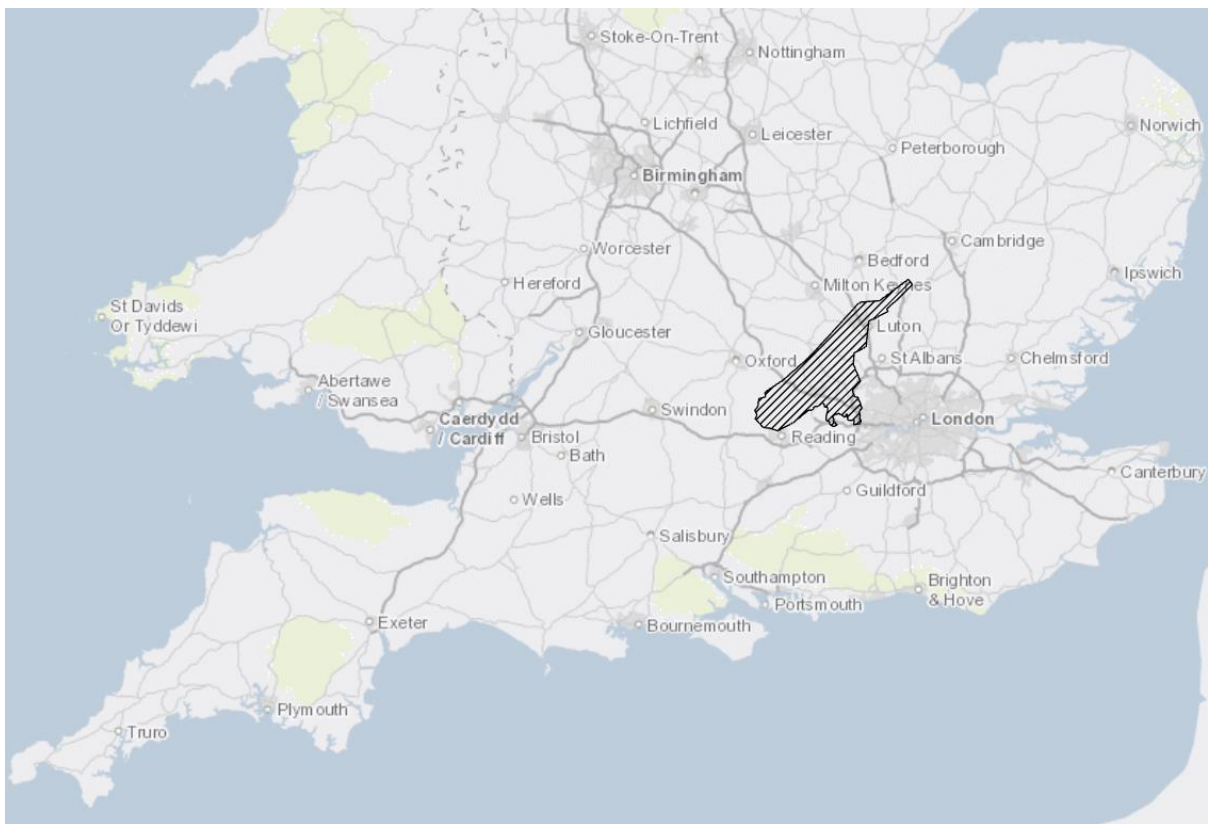 Stoke-On-Trent
Nottingham
Lichfield
Leicester
Norwich
Peterborough
Birmingham
Worcester
Cambridge
Bedford
Hereford
Milton Keynes
Ipswich
St Davids
Or Tyddewi
Gloucester
Luton
Oxford
St Albans
Chelmsford
Abertawe
/ Swansea
Swindon
Caerdydd
/ Cardiff
London
Bristol
Reading
Bath
Canterbury
Wells
Guildford
Salisbury
Southampton
Brighton
& Hove
Portsmouth
Exeter
Bournemouth
Plymouth
Truro